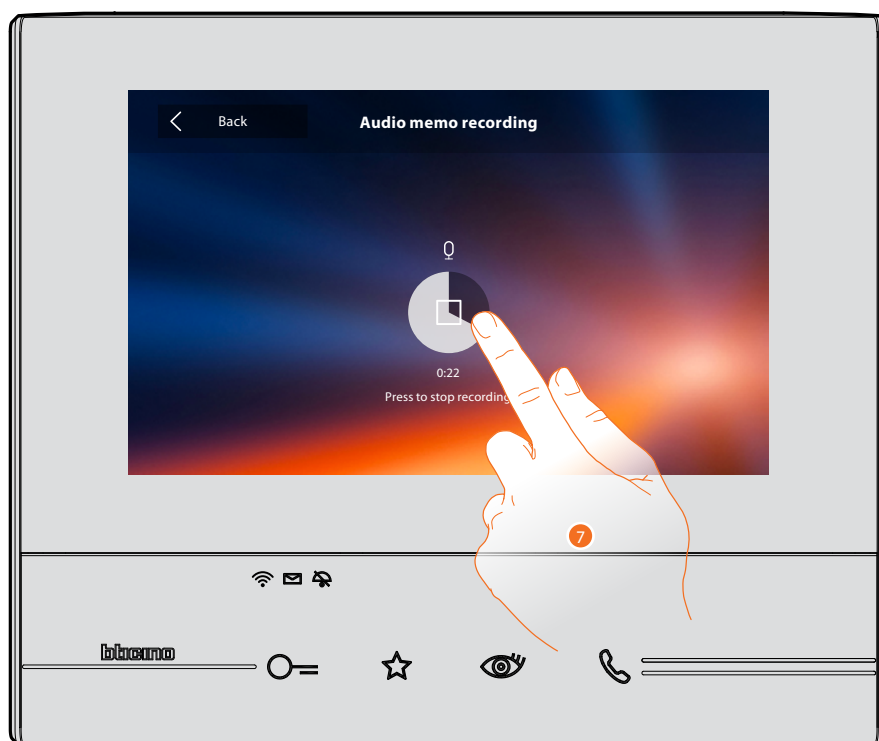 Back
Audio memo recording
0:22
Press to stop recording
7
bticino